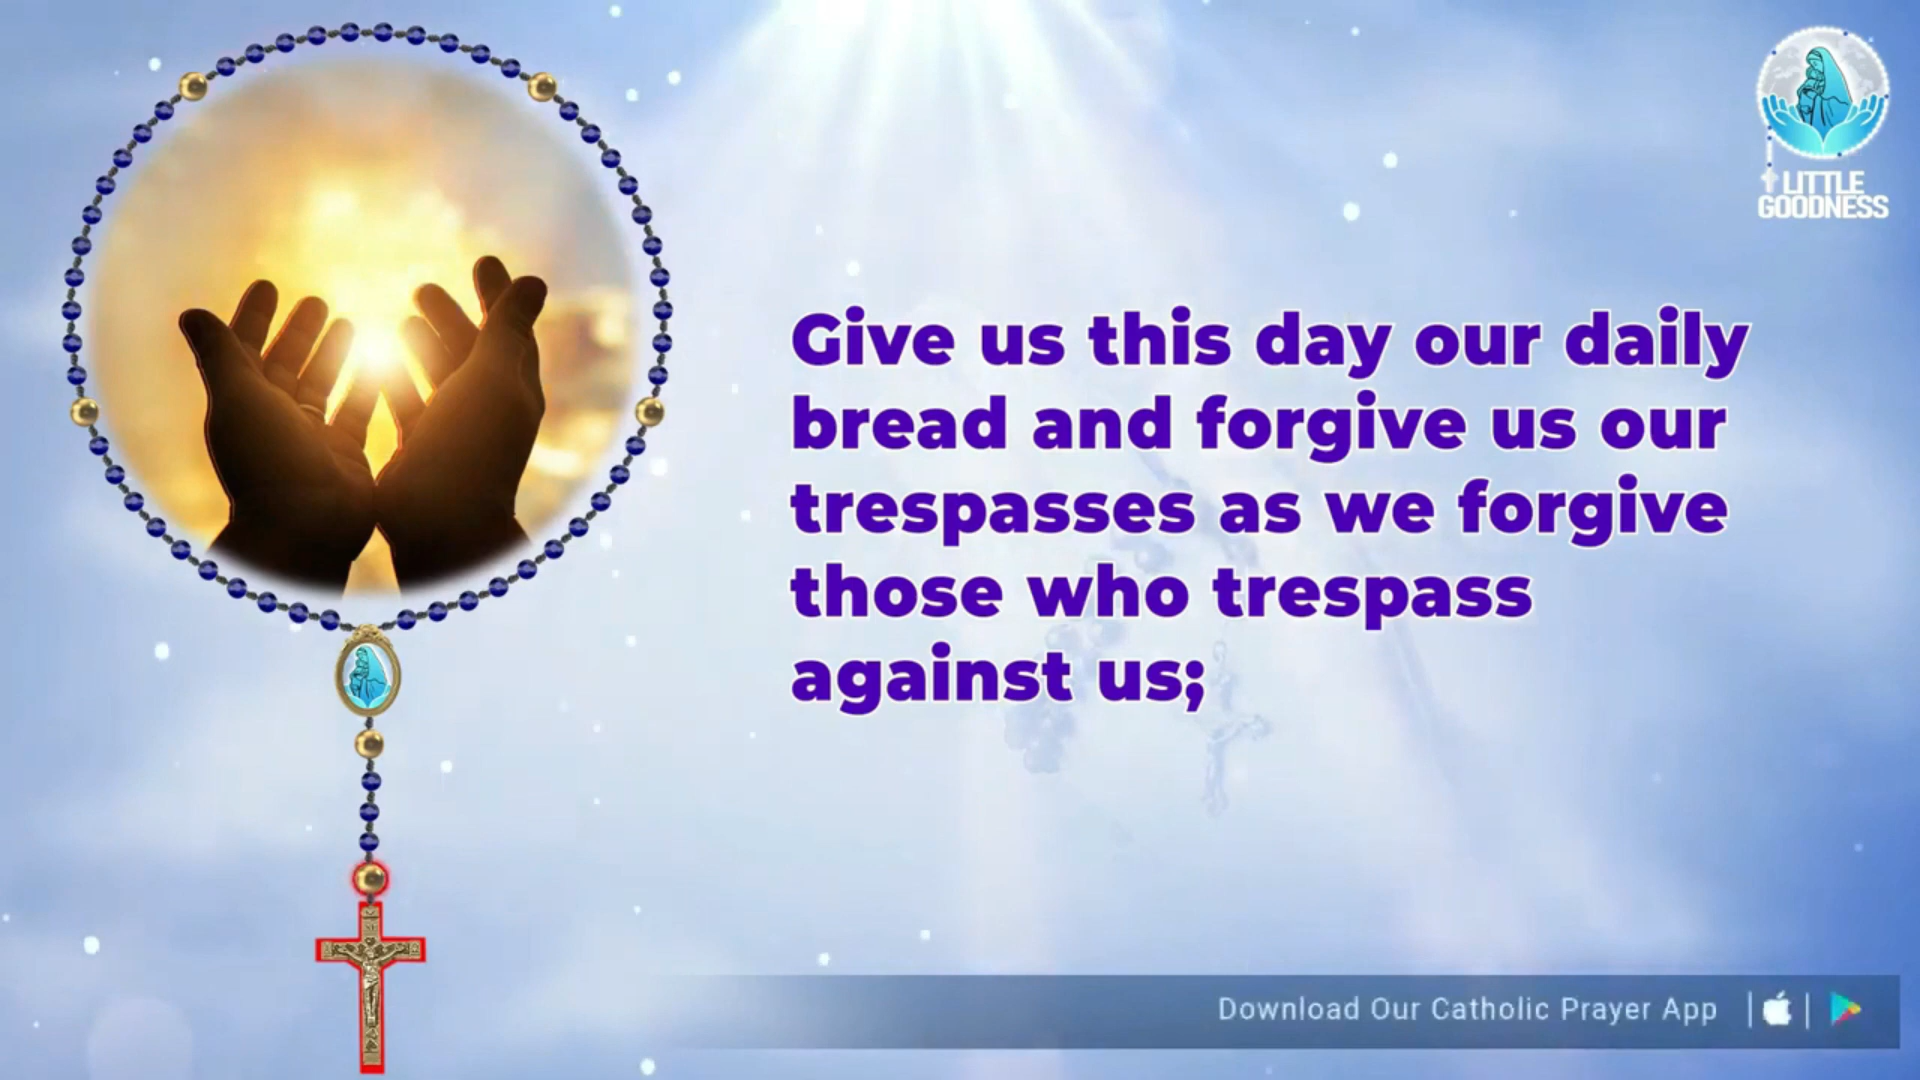 LITTLE
GOODNESS
Give us this day our daily
bread and forgive us our
trespasses as we forgive
those who trespass
against us;
Download Our Catholic Prayer App